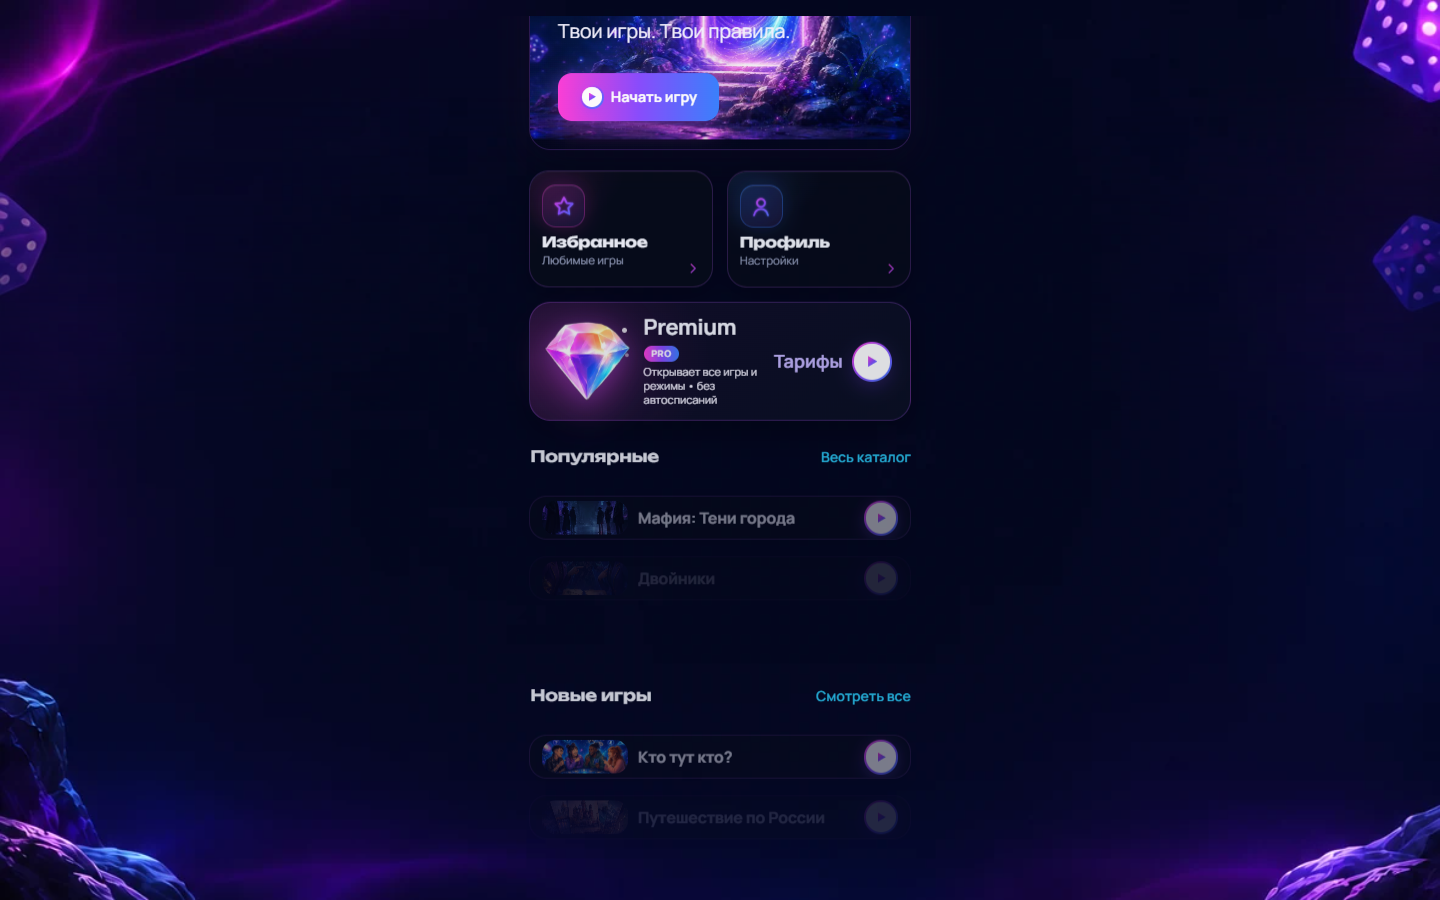 Твои игры. Твои правила.
Начать игру
Избранное
Любимые игры
Профиль
Настройки
Premium
PRO
Открывает все игры и
режимы • без
автосписаний
Тарифы
Популярные
Весь каталог
Мафия: Тени города
Двойники
Новые игры
Смотреть все
Кто тут кто?
Путешествие по России